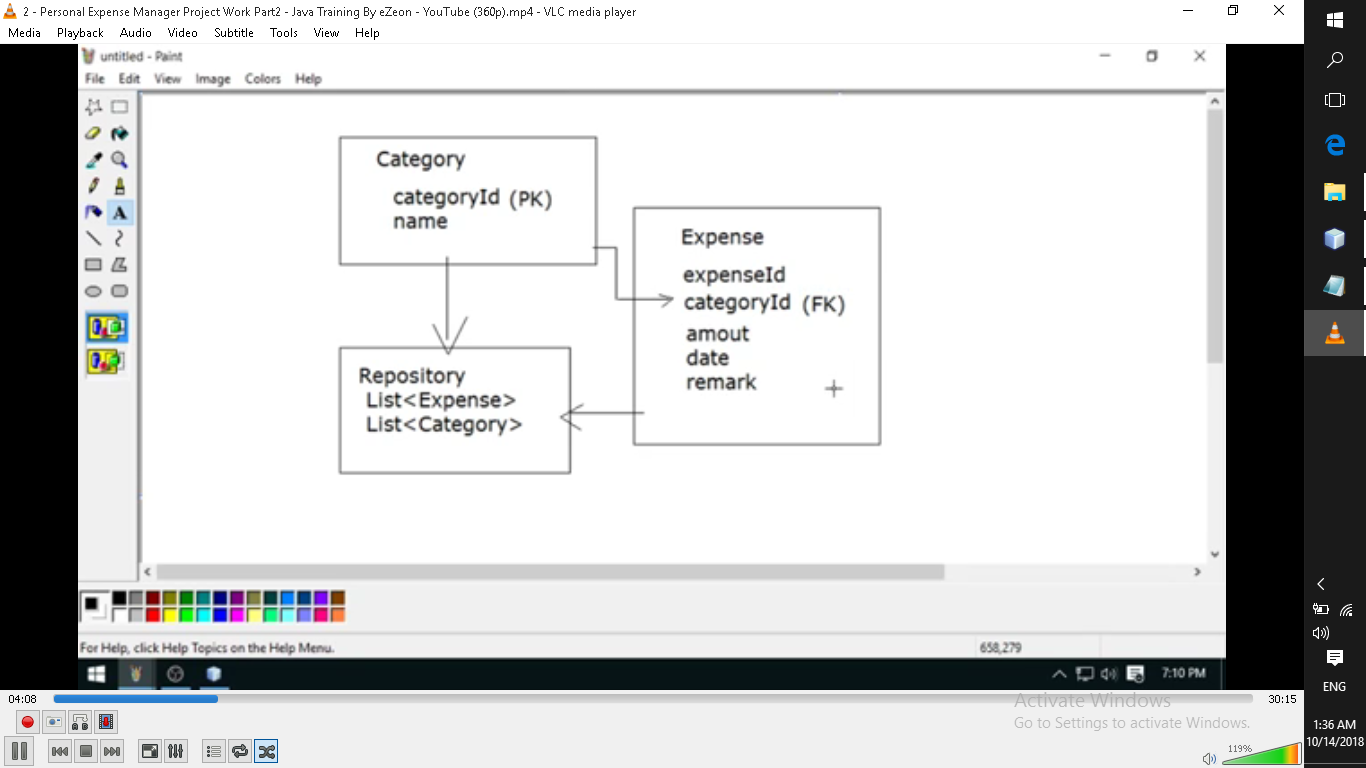 2 - Personal Expense Manager Project Work Part2 - Java Training By eZeon - YouTube (360p).mp4 - VLC media player
Media Playback Audio Video Subtitle Tools View Help
untitled - Paint
File Edit View Image Colors Help
Category
categoryId (PK)
name
Expense
expenseId
categoryId (FK)
amout
date
remark
Repository
List<Expense>
List<Category>
For Help, click Help Topics on the Help Menu.
658,279
7:10 PM
04:08
30:15
Activate Windows
Go to Settings to activate Windows.
119%
ENG
1:36 AM
10/14/2018